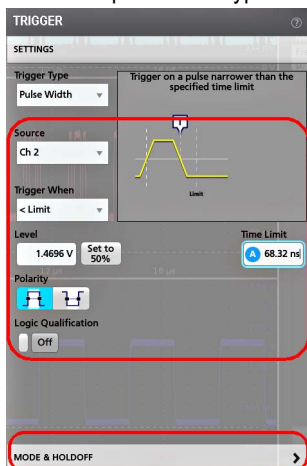 TRIGGER
SETTINGS
Trigger Type
Pulse Width
Trigger on a pulse narrower than the
specified time limit
Source
Ch 2
Trigger When
< Limit
Limit
Level
1.4696 V
Set to
50%
Time Limit
A 68.32 ns
Polarity
Logic Qualification
Off
MODE & HOLDOFF